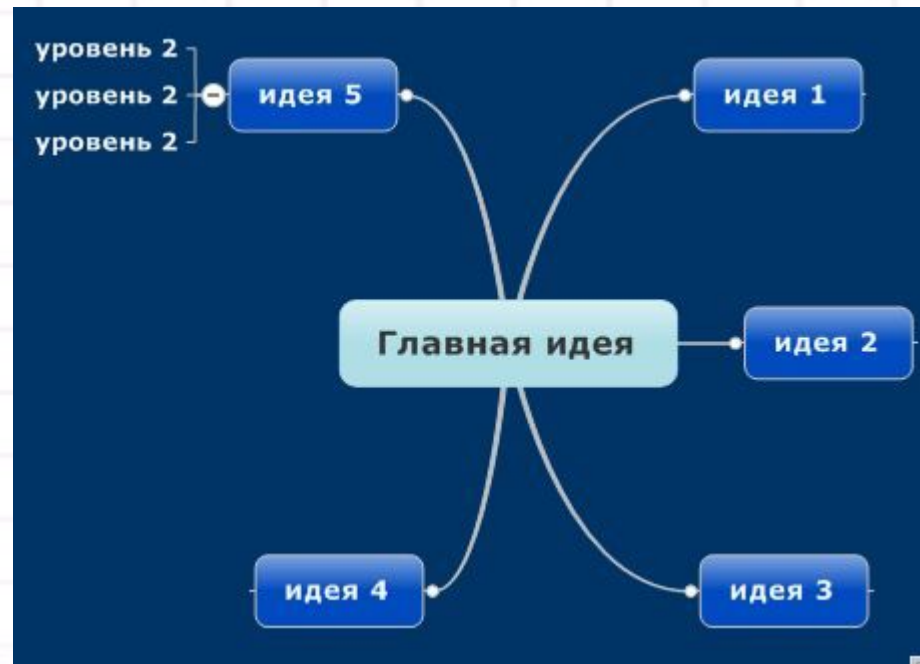 уровень 2
уровень 2
уровень 2
идея 5
идея 1
Главная идея
идея 2
идея 4
идея 3